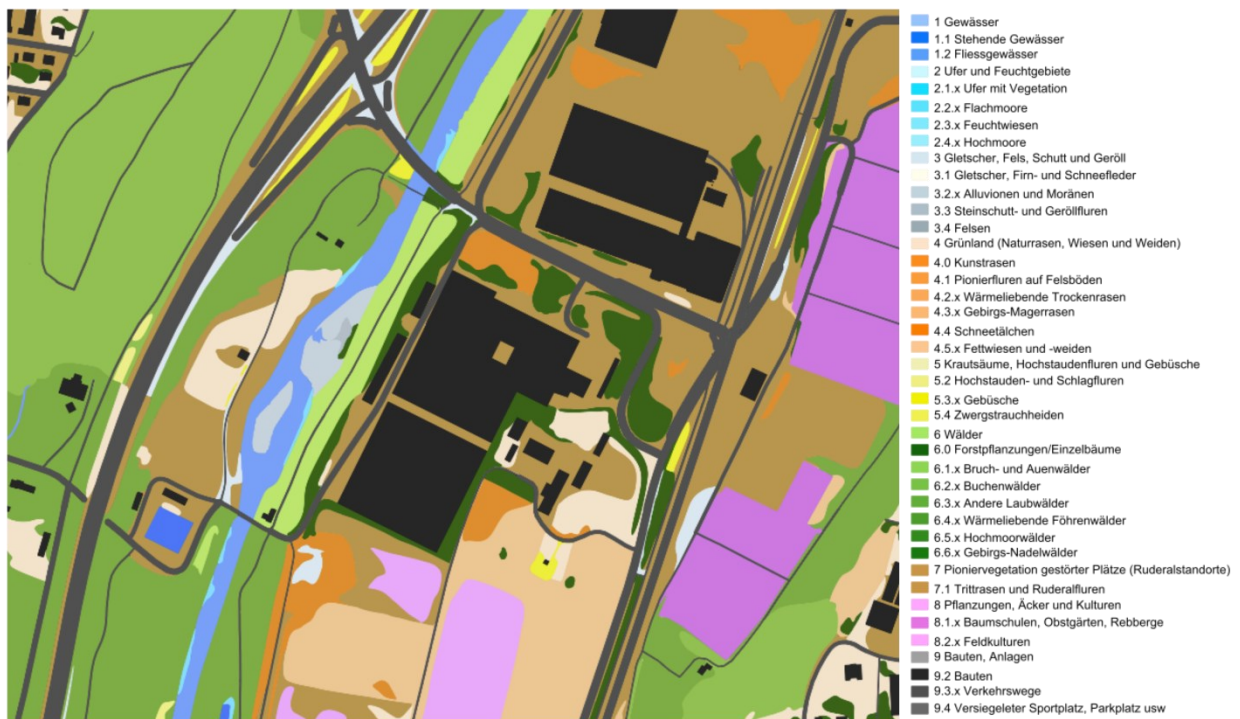 1 Gewässer
1.1 Stehende Gewässer
1.2 Fliessgewässer
2 Ufer und Feuchtgebiete
2.1.x Ufer mit Vegetation
2.2.x Flachmoore
2.3.x Feuchtwiesen
2.4.x Hochmoore
3 Gletscher, Fels, Schutt und Geröll
3.1 Gletscher, Firn- und Schneefleder
3.2.x Alluvionen und Moränen
3.3 Steinschutt- und Geröllfluren
3.4 Felsen
4 Grünland (Naturrasen, Wiesen und Weiden)
4.0 Kunstrasen
4.1 Pionierfluren auf Felsböden
4.2.x Wärmeliebende Trockenrasen
4.3.x Gebirgs-Magerrasen
4.4 Schneetälchen
4.5.x Fettwiesen und -weiden
5 Krautsäume, Hochstaudenfluren und Gebüsche
5.2 Hochstauden- und Schlagfluren
5.3.x Gebüsche
5.4 Zwergstrauchheiden
6 Wälder
6.0 Forstpflanzungen/Einzelbäume
6.1.x Bruch- und Auenwälder
6.2.x Buchenwälder
6.3.x Andere Laubwälder
6.4.x Wärmeliebende Föhrenwälder
6.5.x Hochmoorwälder
6.6.x Gebirgs-Nadelwälder
7 Pioniervegetation gestörter Plätze (Ruderalstandorte)
7.1 Trittrasen und Ruderalfluren
8 Pflanzungen, Äcker und Kulturen
8.1.x Baumschulen, Obstgärten, Rebberge
8.2.x Feldkulturen
9 Bauten, Anlagen
9.2 Bauten
9.3.x Verkehrswege
9.4 Versiegeleter Sportplatz, Parkplatz usw